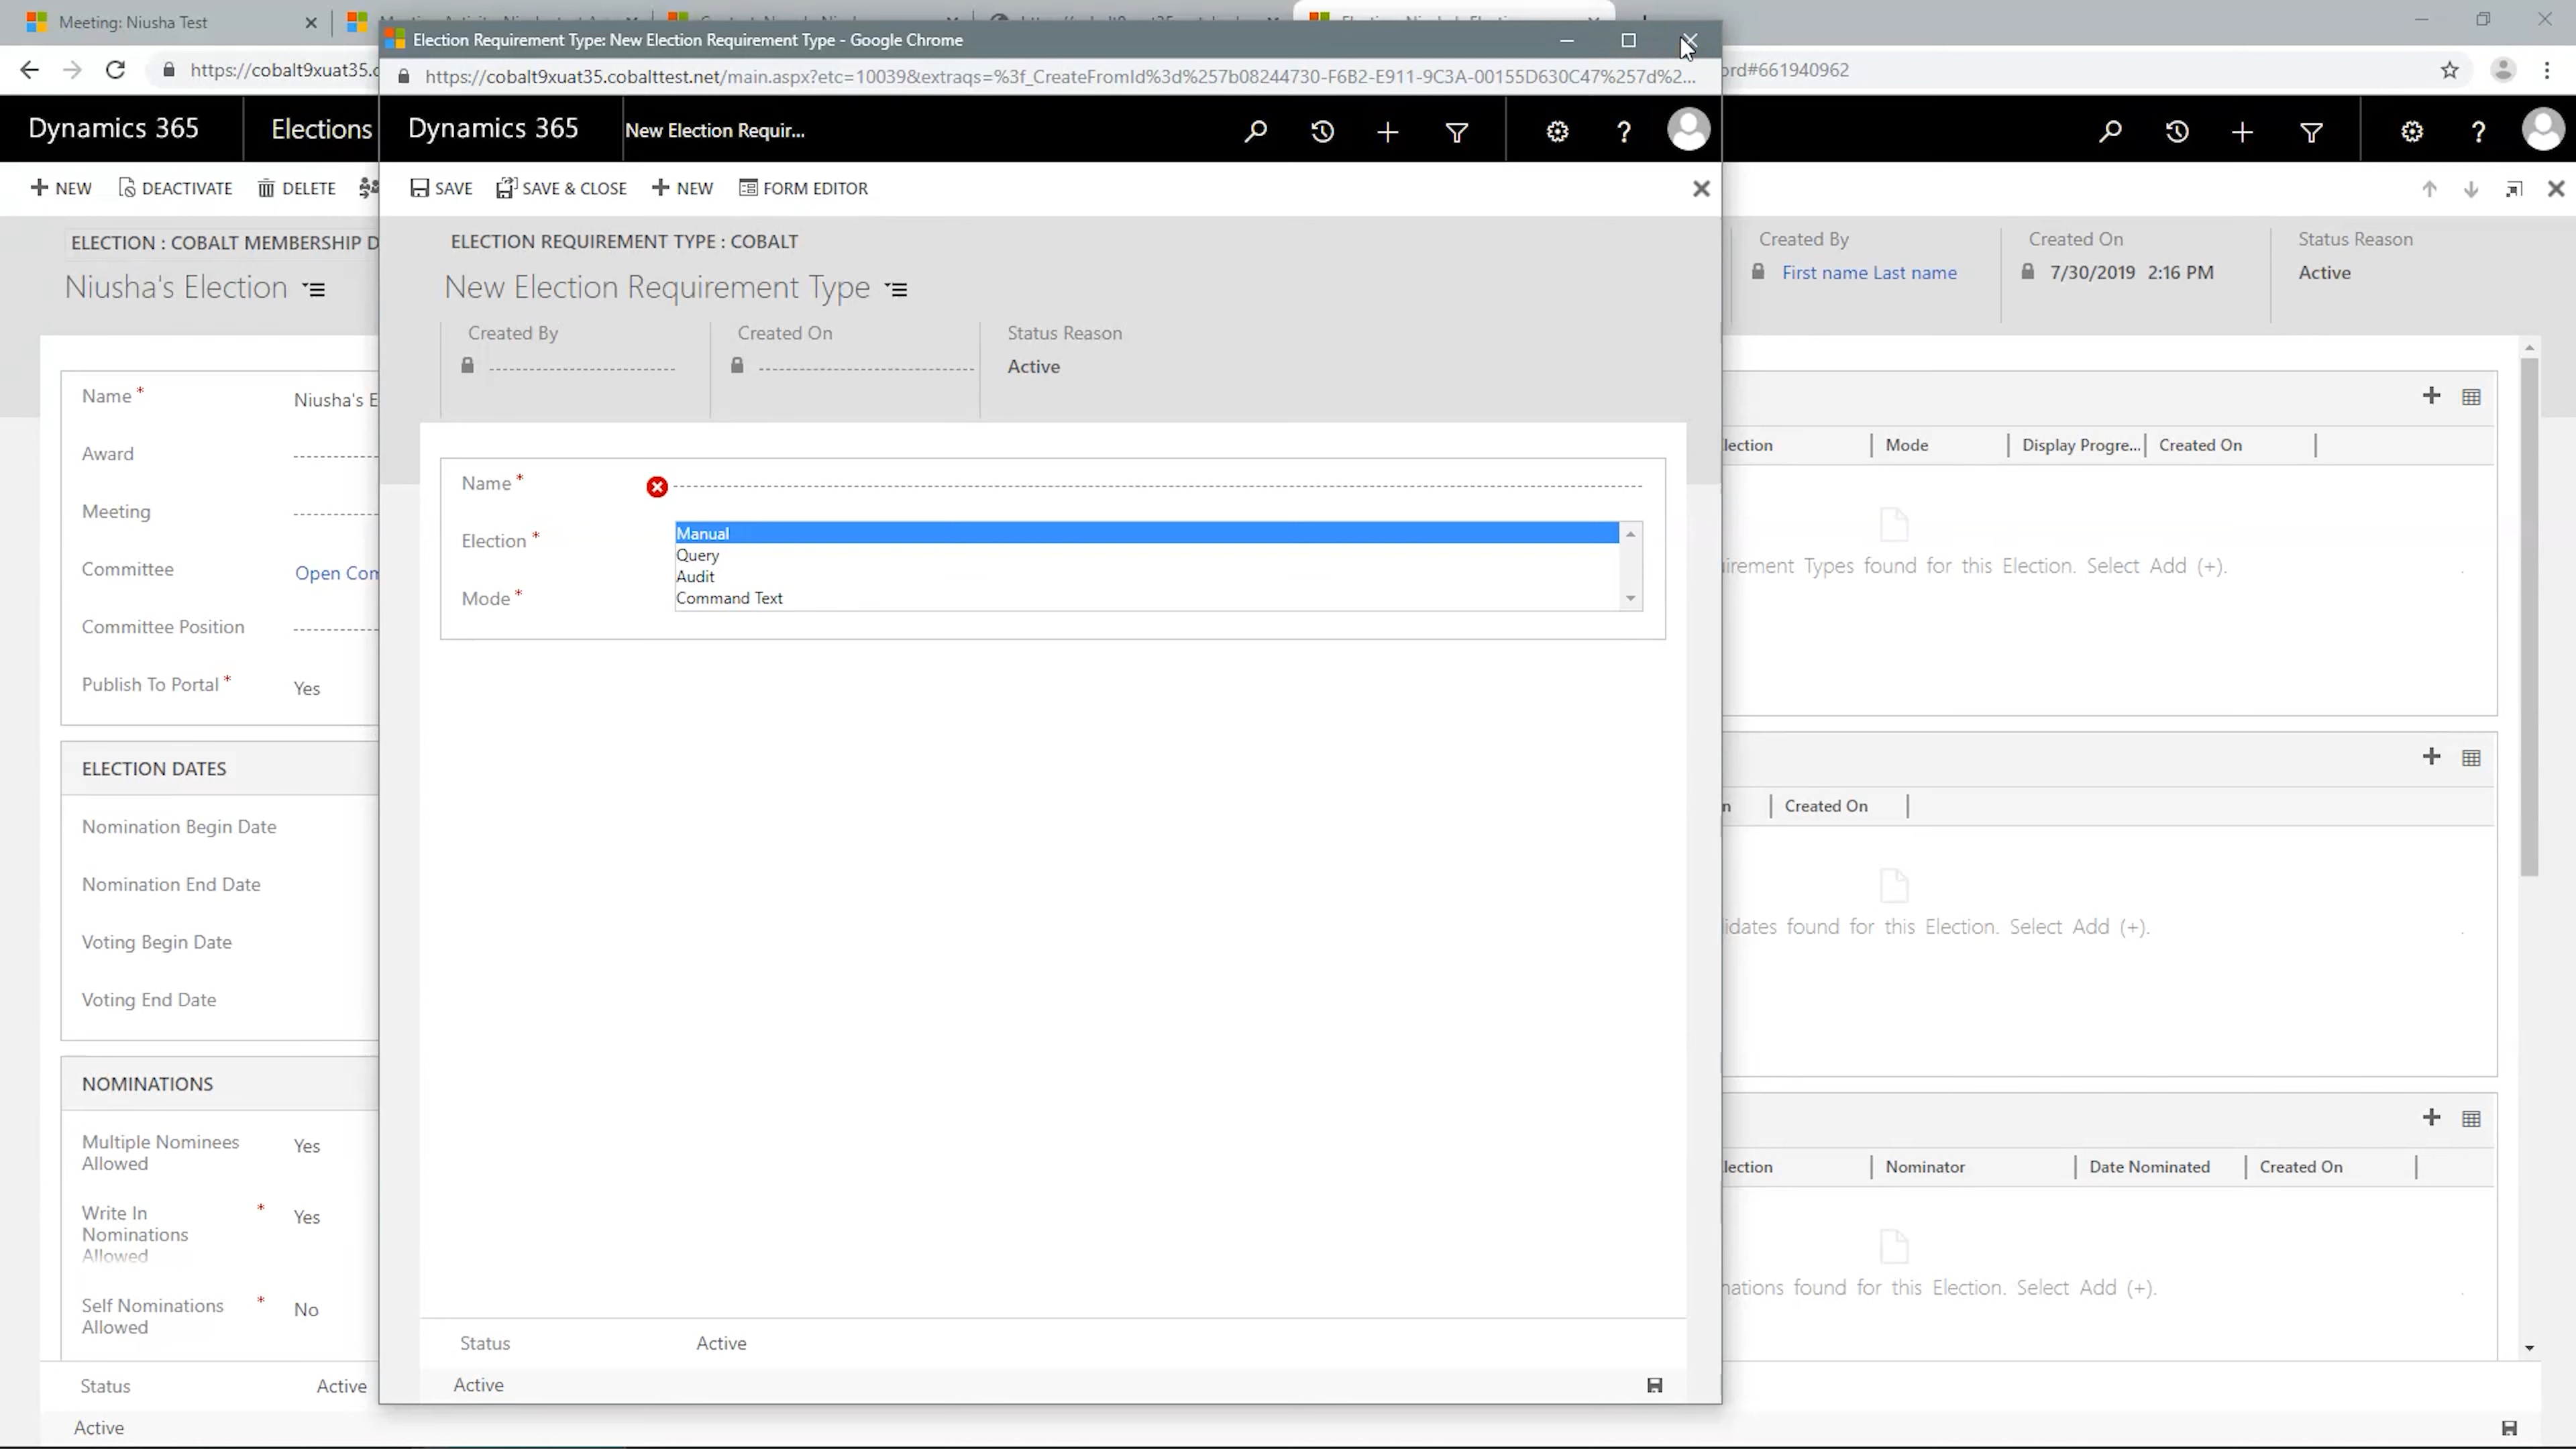 Meeting: Niusha Test
Election Requirement Type: New Election Requirement Type - Google Chrome
https://cobalt9xuat35.c
https://cobalt9xuat35.cobalttest.net/main.aspx?etc=10039&extraqs=%3f_CreateFromId%3d%257b08244730-F6B2-E911-9C3A-00155D630C47%257d%2...
ord#661940962
Dynamics 365
Elections
Dynamics 365
New Election Requir...
NEW
DEACTIVATE
DELETE
SAVE
SAVE & CLOSE
NEW
FORM EDITOR
ELECTION : COBALT MEMBERSHIP D
Niusha's Election
ELECTION REQUIREMENT TYPE : COBALT
New Election Requirement Type
Created By
Created On
Status Reason
Active
Created By
First name Last name
Created On
7/30/2019 2:16 PM
Status Reason
Active
Name *
Niusha's E
Award
Meeting
Committee
Open Com
Committee Position
Publish To Portal *
Yes
ELECTION DATES
Nomination Begin Date
Nomination End Date
Voting Begin Date
Voting End Date
NOMINATIONS
Multiple Nominees
Allowed
Yes
Write In
Nominations
Allowed
*
Yes
Self Nominations
Allowed
*
No
Status
Active
Active
Name *
Election *
Mode *
Manual
Query
Audit
Command Text
Status
Active
Active
lection
Mode
Display Progre...
Created On
uirement Types found for this Election. Select Add (+).
n
Created On
idates found for this Election. Select Add (+).
lection
Nominator
Date Nominated
Created On
nations found for this Election. Select Add (+).